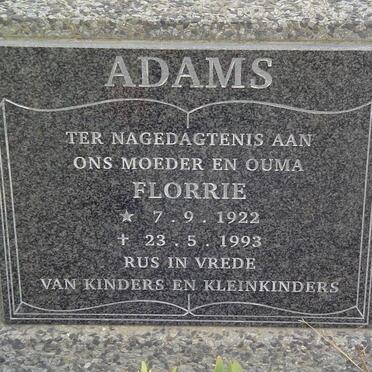 ADAMS
TER NAGEDAGTENIS AAN
ONS MOEDER EN OUMA
FLORRIE
★ 7.9.1922
✝ 23.5.1993
RUS IN VREDE
VAN KINDERS EN KLEINKINDERS